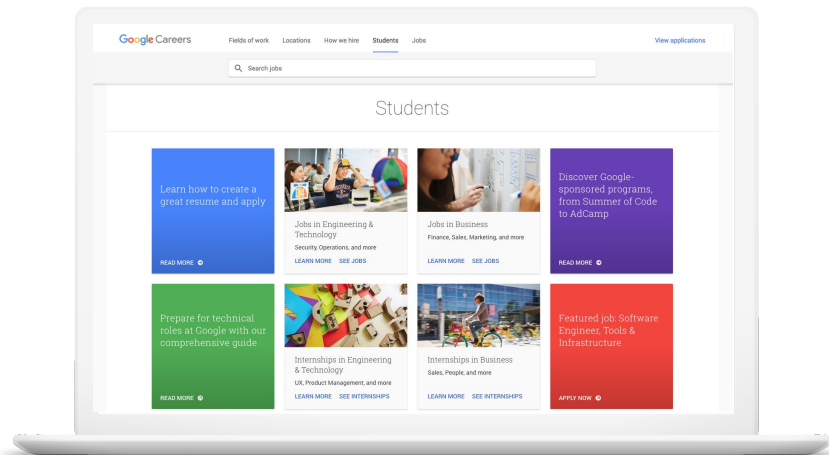 Google Careers
Fields of work
Locations
How we hire
Students
Jobs
View applications
Search jobs
Students
Learn how to create a
great resume and apply
READ MORE
Jobs in Engineering &
Technology
Security, Operations, and more
LEARN MORE SEE JOBS
Jobs in Business
Finance, Sales, Marketing, and more
LEARN MORE SEE JOBS
Discover Google-
sponsored programs,
from Summer of Code
to AdCamp
READ MORE
Prepare for technical
roles at Google with our
comprehensive guide
READ MORE
Internships in Engineering
& Technology
UX, Product Management, and more
LEARN MORE SEE INTERNSHIPS
Internships in Business
Sales, People, and more
LEARN MORE SEE INTERNSHIPS
Featured job: Software
Engineer, Tools &
Infrastructure
APPLY NOW